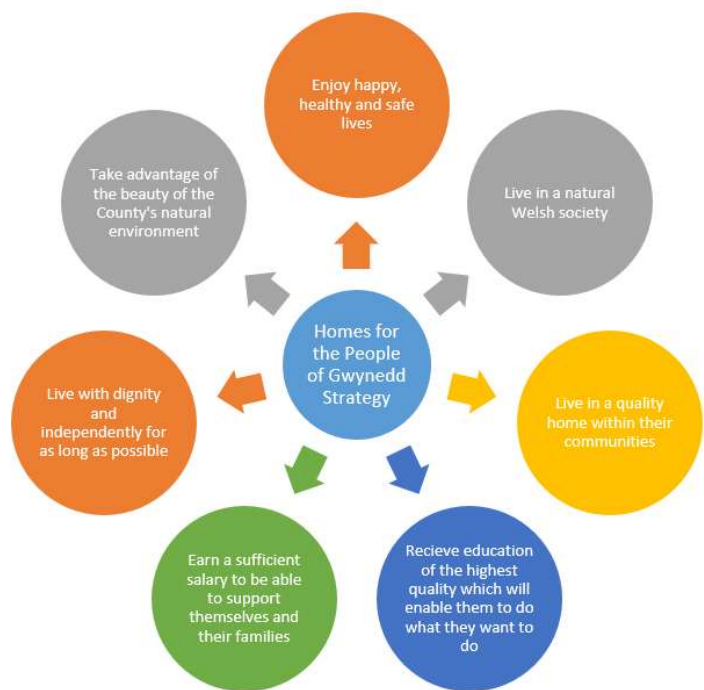 Enjoy happy,
healthy and safe
lives
Take advantage of
the beauty of the
County's natural
environment
Live in a natural
Welsh society
Homes for
the People
of Gwynedd
Strategy
Live with dignity
and
independently for
as long as possible
Live in a quality
home within their
communities
Earn a sufficient
salary to be able
to support
themselves and
their families
Recieve education
of the highest
quality which will
enable them to do
what they want to
do